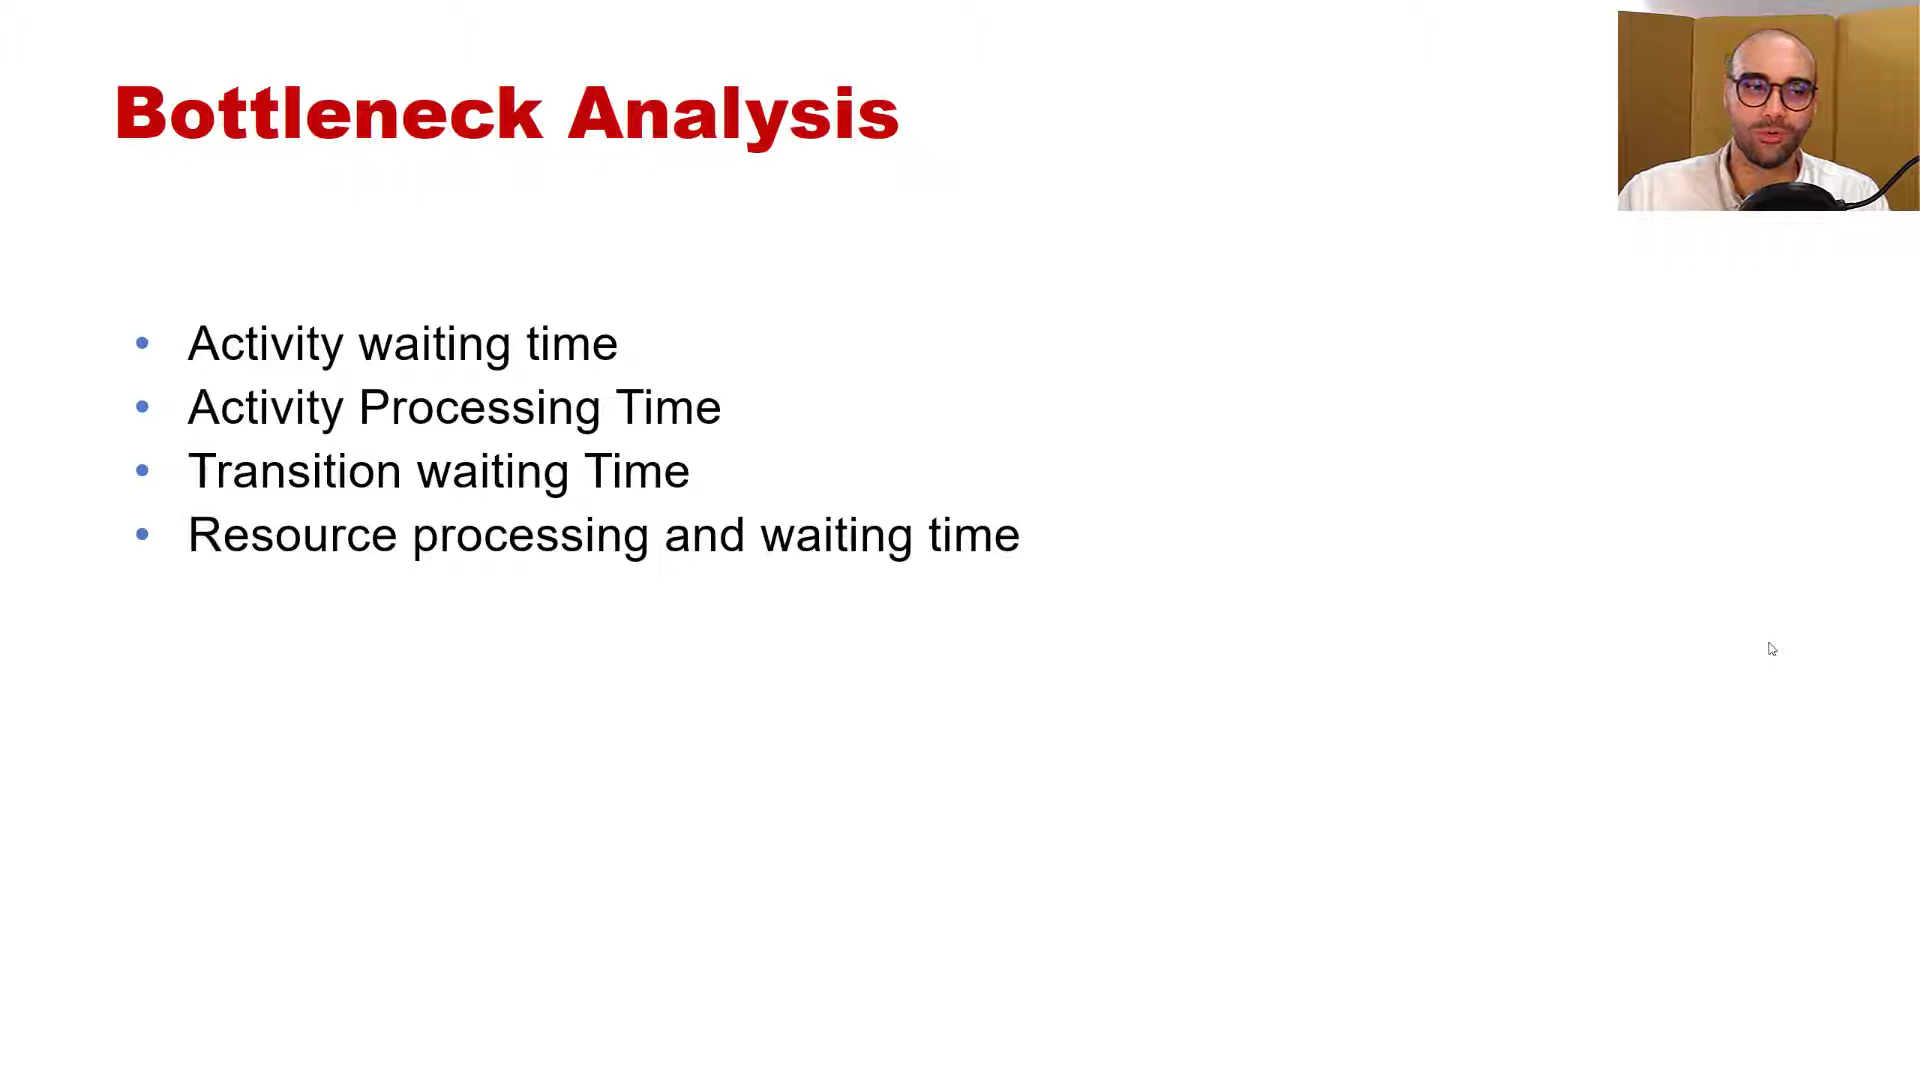 Bottleneck Analysis
• Activity waiting time
• Activity Processing Time
• Transition waiting Time
• Resource processing and waiting time